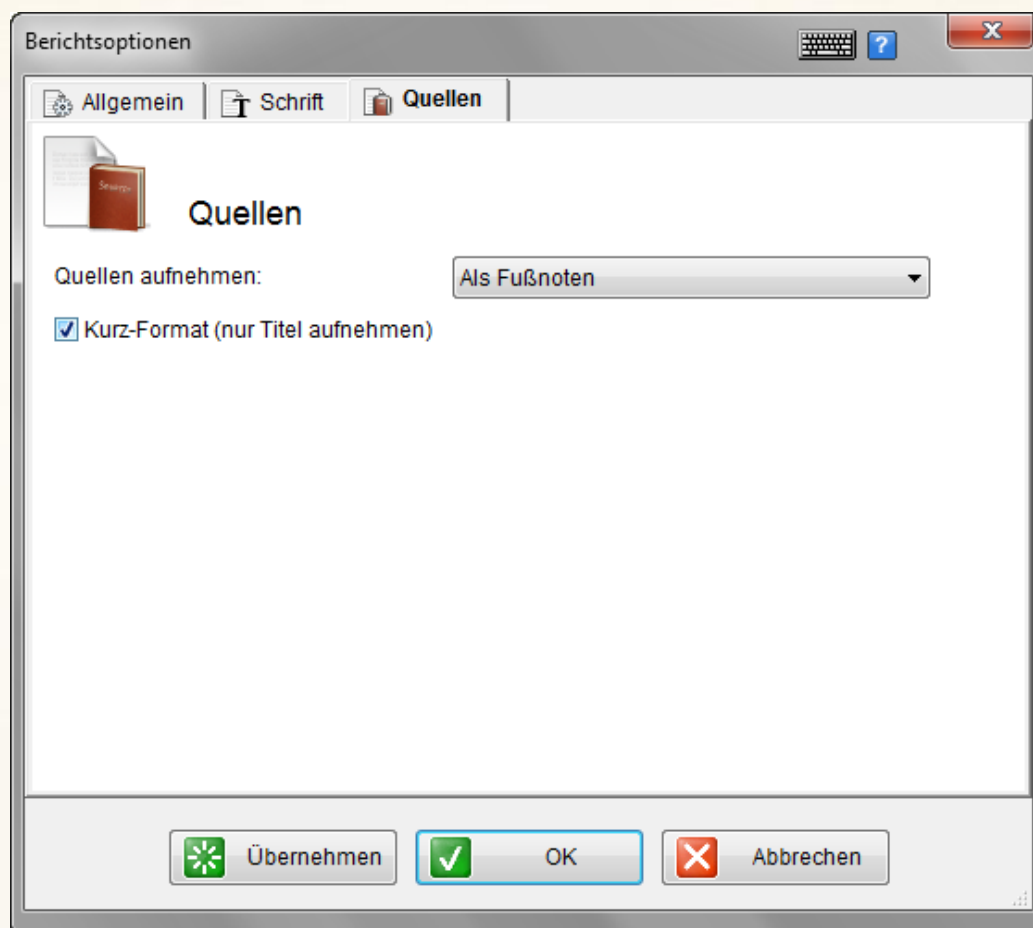 Berichtsoptionen
?
Allgemein
Schrift
Quellen
Quellen
Quellen aufnehmen:
Als Fußnoten
Kurz-Format (nur Titel aufnehmen)
Übernehmen
OK
Abbrechen